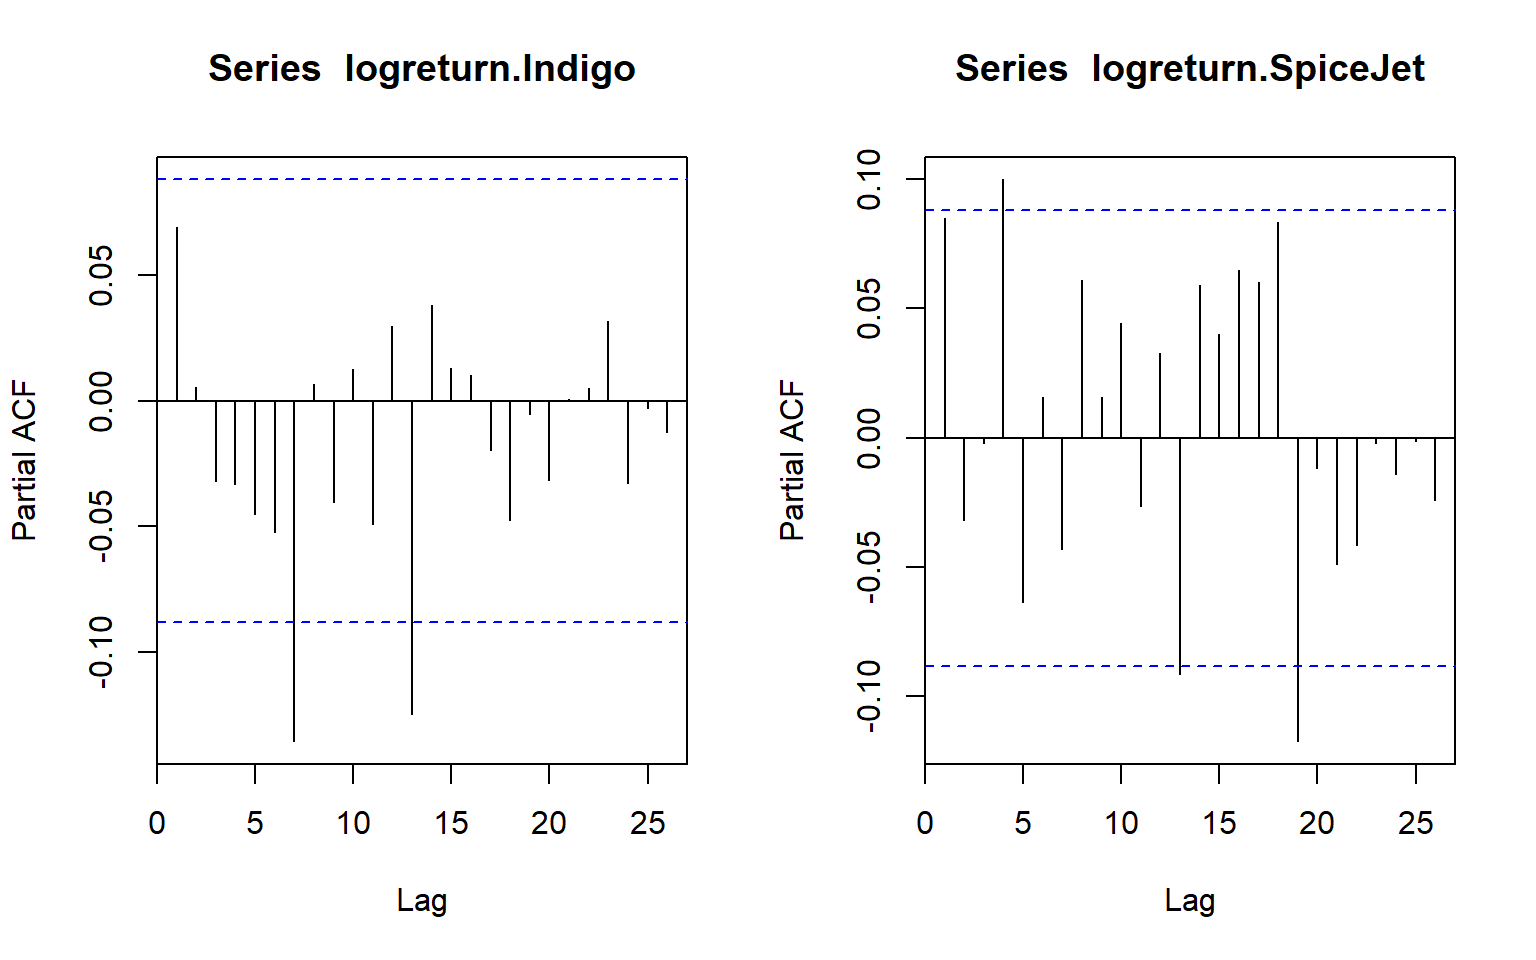 Series  logreturn.Indigo
Partial ACF
0.05
0.00
-0.05
-0.10
0 5 10 15 20 25
Lag
Series  logreturn.SpiceJet
Partial ACF
0.10
0.05
0.00
-0.05
-0.10
0 5 10 15 20 25
Lag